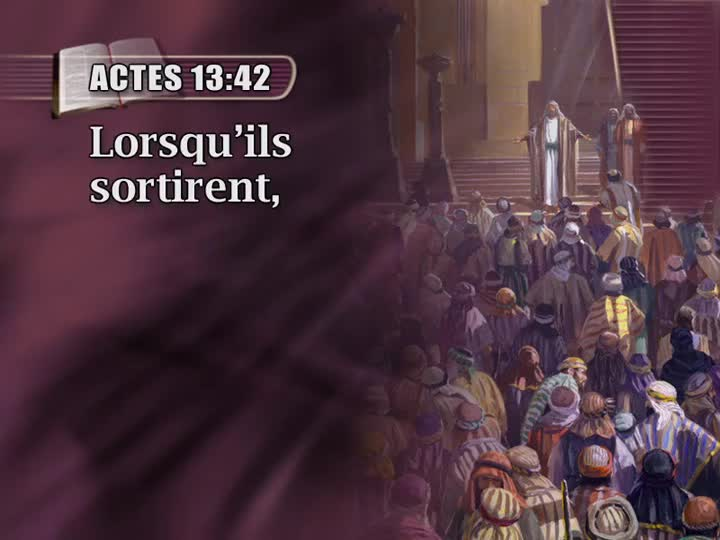 ACTES 13:42
Lorsqu’ils
sortirent,